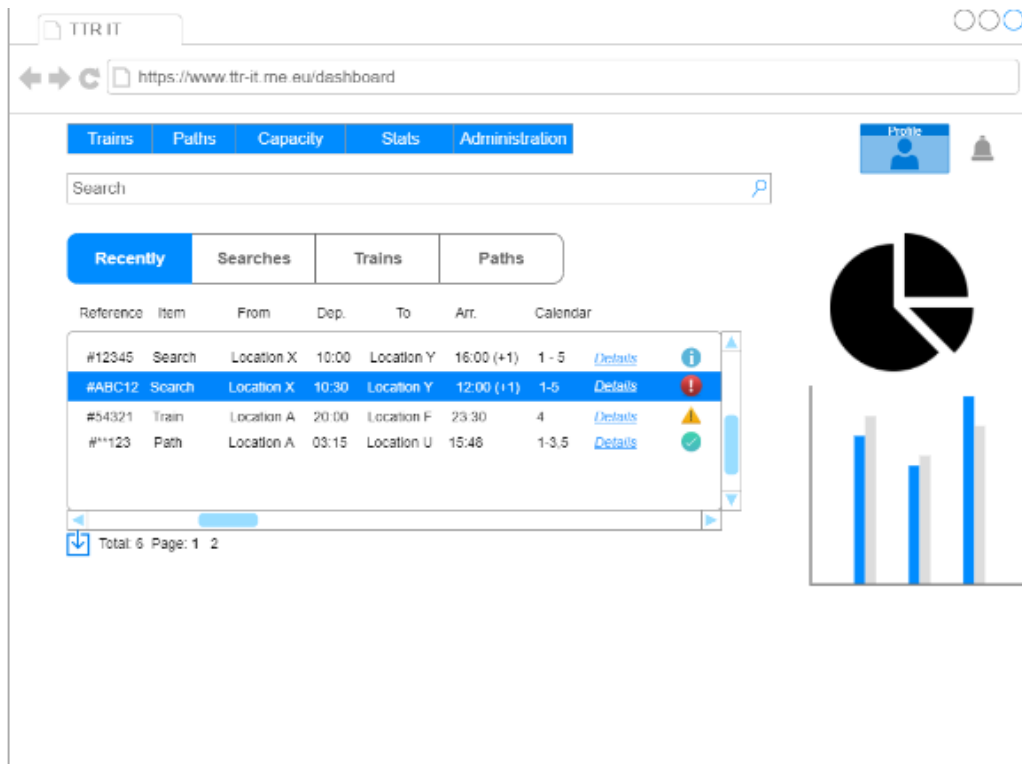 TTR IT
https://www.ttr-it.rne.eu/dashboard
Trains Paths Capacity Stats Administration
Profile
Search
Recently Searches Trains Paths
Reference Item From Dep. To Arr. Calendar
#12345 Search Location X 10:00 Location Y 16:00 (+1) 1 - 5 Details
#ABC12 Search Location X 10:30 Location Y 12:00 (+1) 1-5 Details
#54321 Train Location A 20:00 Location F 23:30 4 Details
#**123 Path Location A 03:15 Location U 15:48 1-3,5 Details
Total: 6 Page: 1 2